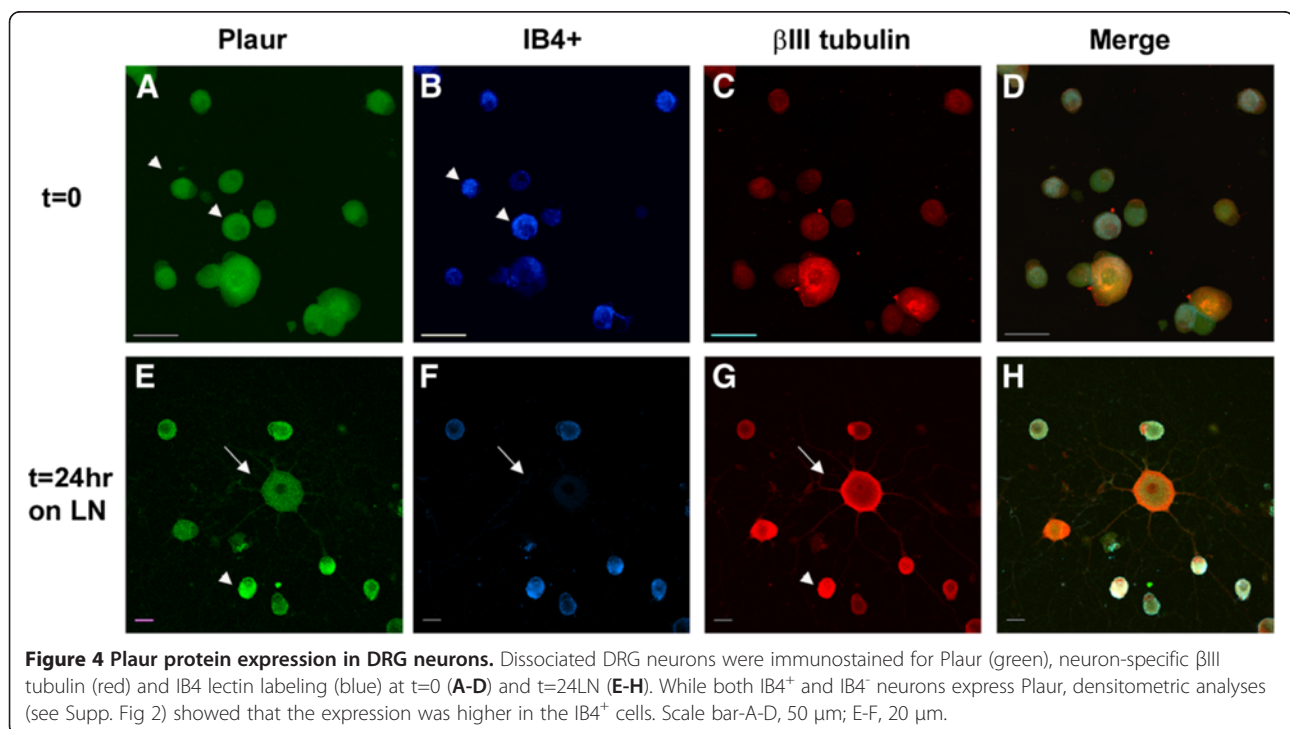 Plaur IB4+ βIII tubulin Merge
A B C D
t=0
E F G H
t=24hr
on LN
Figure 4 Plaur protein expression in DRG neurons. Dissociated DRG neurons were immunostained for Plaur (green), neuron-specific βIII
tubulin (red) and IB4 lectin labeling (blue) at t=0 (A-D) and t=24LN (E-H). While both IB4⁺ and IB4⁻ neurons express Plaur, densitometric analyses
(see Supp. Fig 2) showed that the expression was higher in the IB4⁺ cells. Scale bar-A-D, 50 μm; E-F, 20 μm.